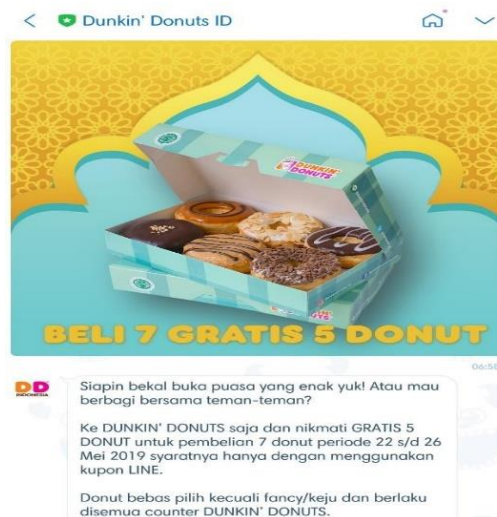 Dunkin' Donuts ID
DUNKIN'
DONUTS
BELI 7 GRATIS 5 DONUT
06:58
DD
INDONESIA
Siapin bekal buka puasa yang enak yuk! Atau mau
berbagi bersama teman-teman?
Ke DUNKIN' DONUTS saja dan nikmati GRATIS 5
DONUT untuk pembelian 7 donut periode 22 s/d 26
Mei 2019 syaratnya hanya dengan menggunakan
kupon LINE.
Donut bebas pilih kecuali fancy/keju dan berlaku
disemua counter DUNKIN' DONUTS.